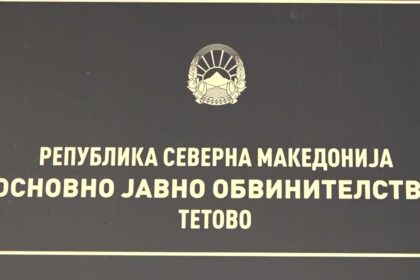 РЕПУБЛИКА СЕВЕРНА МАКЕДОНИЈА
ОСНОВНО ЈАВНО ОБВИНИТЕЛСТВ
ТЕТОВО